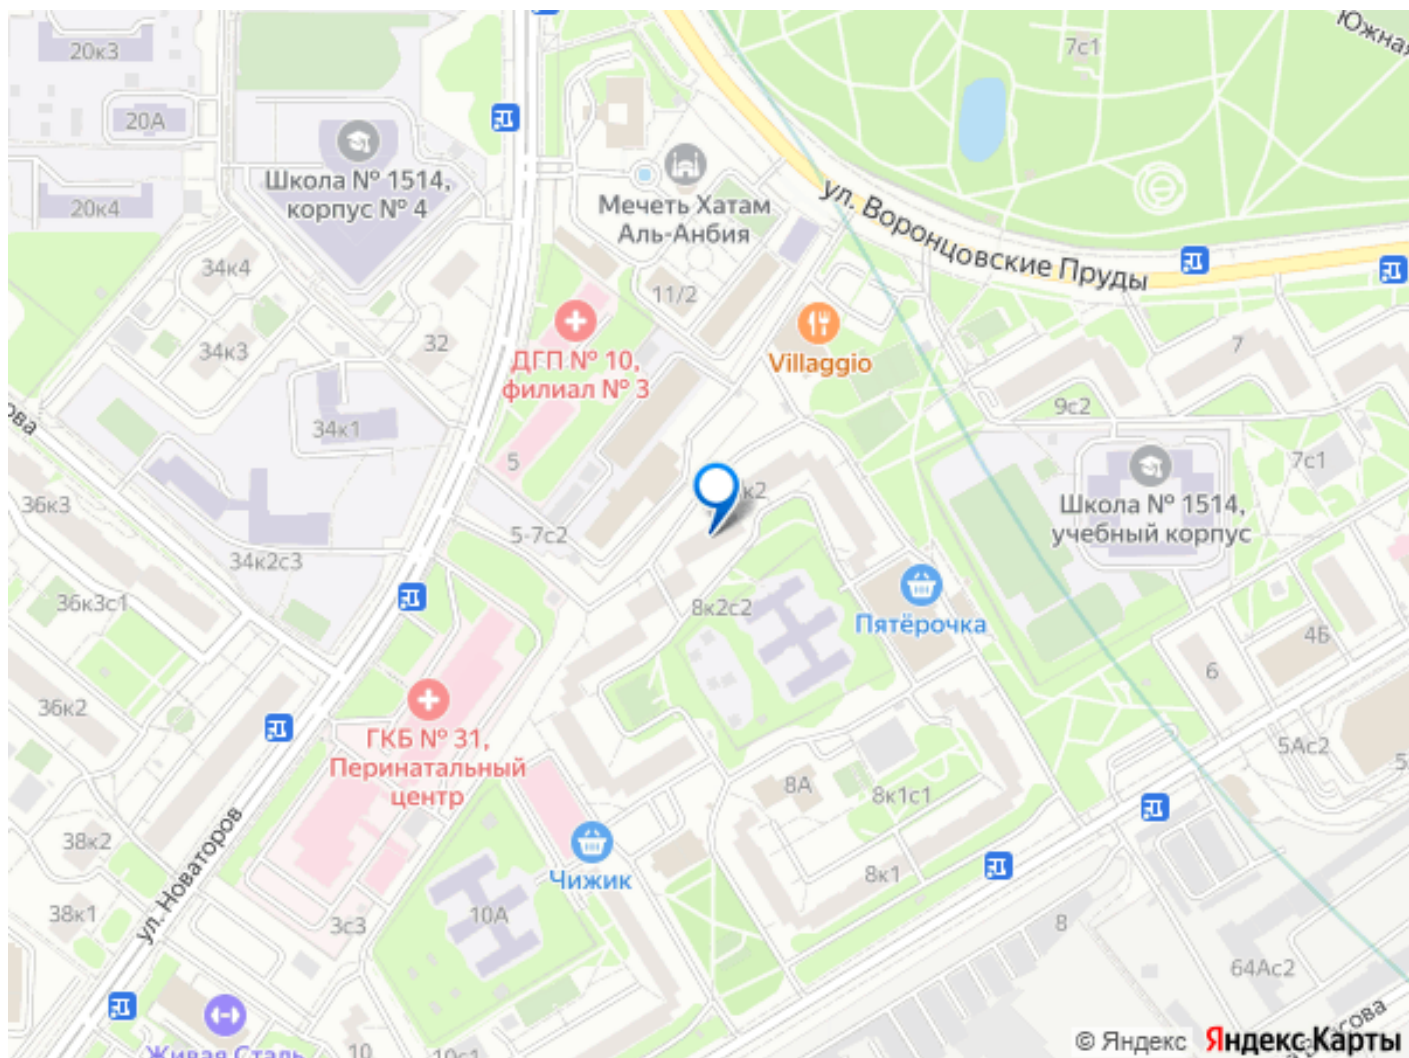 20к3
7с1
Южная
20А
Школа № 1514,
корпус № 4
20к4
Мечеть Хатам
Аль-Анбия
ул. Воронцовские Пруды
34к4
11/2
34к3
32
ДГП № 10,
филиал № 3
Villaggio
7
9с2
34к1
5
к2
7с1
36к3
Школа № 1514,
учебный корпус
5-7с2
34к2с3
36к3с1
8к2с2
Пятёрочка
4Б
6
36к2
ГКБ № 31,
Перинатальный
центр
5Ас2
8А
8к1с1
38к2
ул. Новаторов
Чижик
8к1
38к1
3с3
10А
8
64Ас2
Живая Сталь
10
10с1
© Яндекс
Яндекс Карты